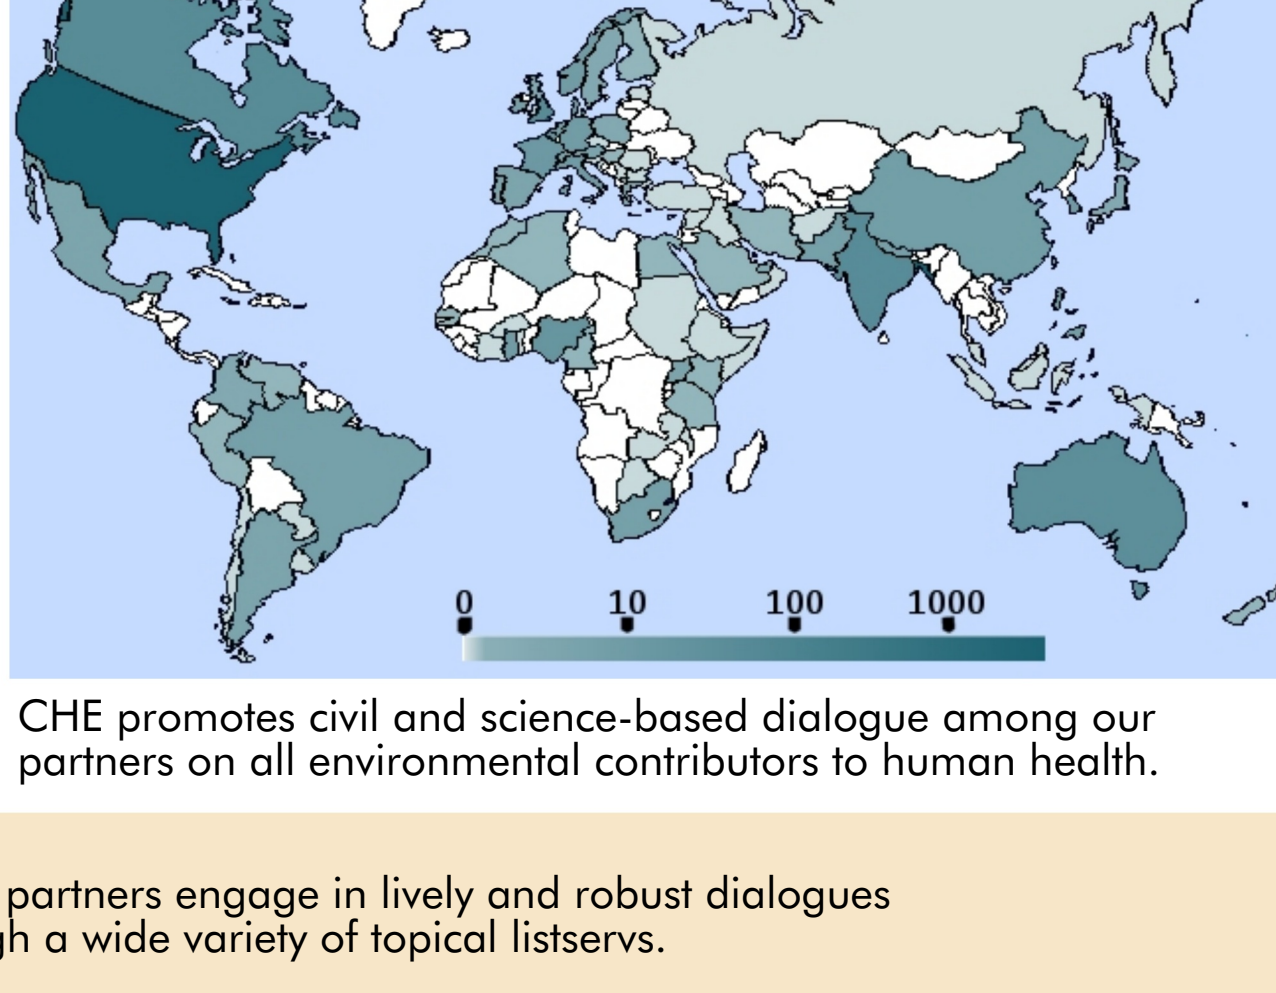 0 10 100 1000
CHE promotes civil and science-based dialogue among our
partners on all environmental contributors to human health.
partners engage in lively and robust dialogues
a wide variety of topical listservs.